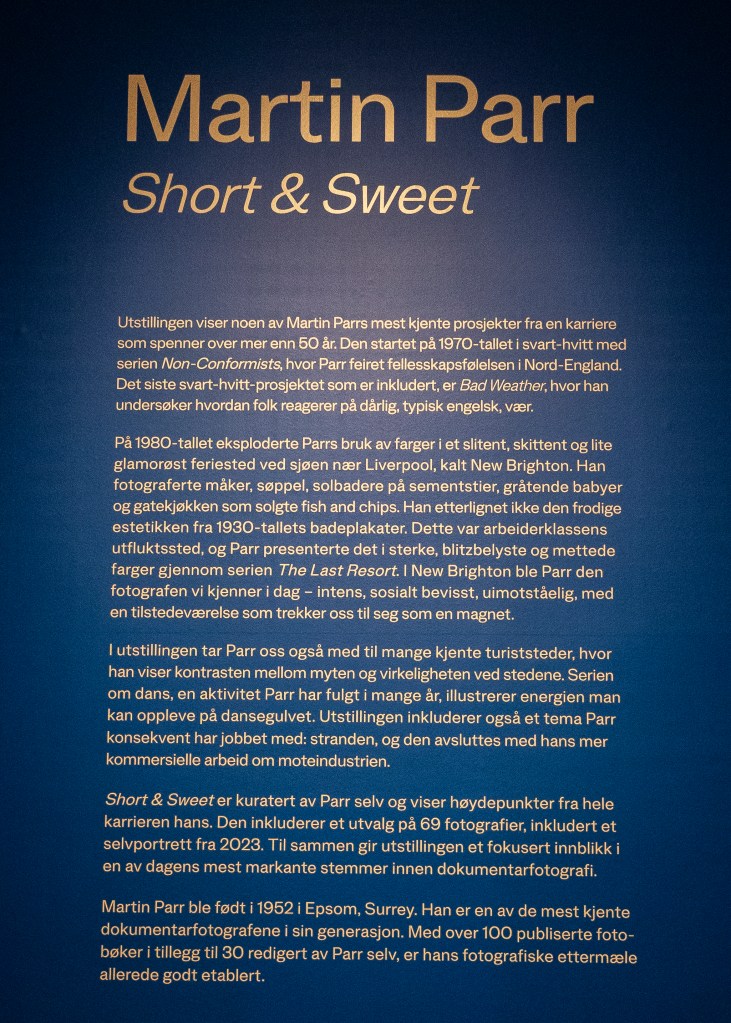 Martin Parr
Short & Sweet
Utstillingen viser noen av Martin Parrs mest kjente prosjekter fra en karriere
som spenner over mer enn 50 år. Den startet på 1970-tallet i svart-hvitt med
serien Non-Conformists, hvor Parr feiret fellesskapsfølelsen i Nord-England.
Det siste svart-hvitt-prosjektet som er inkludert, er Bad Weather, hvor han
undersøker hvordan folk reagerer på dårlig, typisk engelsk, vær.
På 1980-tallet eksploderte Parrs bruk av farger i et slitent, skittent og lite
glamorøst feriested ved sjøen nær Liverpool, kalt New Brighton. Han
fotograferte måker, søppel, solbadere på sementstier, gråtende babyer
og gatekjøkken som solgte fish and chips. Han etterlignet ikke den frodige
estetikken fra 1930-tallets badeplakater. Dette var arbeiderklassens
utfluktssted, og Parr presenterte det i sterke, blitzbelyste og mettede
farger gjennom serien The Last Resort. I New Brighton ble Parr den
fotografen vi kjenner i dag – intens, sosialt bevisst, uimotståelig, med
en tilstedeværelse som trekker oss til seg som en magnet.
I utstillingen tar Parr oss også med til mange kjente turiststeder, hvor
han viser kontrasten mellom myten og virkeligheten ved stedene. Serien
om dans, en aktivitet Parr har fulgt i mange år, illustrerer energien man
kan oppleve på dansegulvet. Utstillingen inkluderer også et tema Parr
konsekvent har jobbet med: stranden, og den avsluttes med hans mer
kommersielle arbeid om moteindustrien.
Short & Sweet er kuratert av Parr selv og viser høydepunkter fra hele
karrieren hans. Den inkluderer et utvalg på 69 fotografier, inkludert et
selvportrett fra 2023. Til sammen gir utstillingen et fokusert innblikk i
en av dagens mest markante stemmer innen dokumentarfotografi.
Martin Parr ble født i 1952 i Epsom, Surrey. Han er en av de mest kjente
dokumentarfotografene i sin generasjon. Med over 100 publiserte foto-
bøker i tillegg til 30 redigert av Parr selv, er hans fotografiske ettermæle
allerede godt etablert.